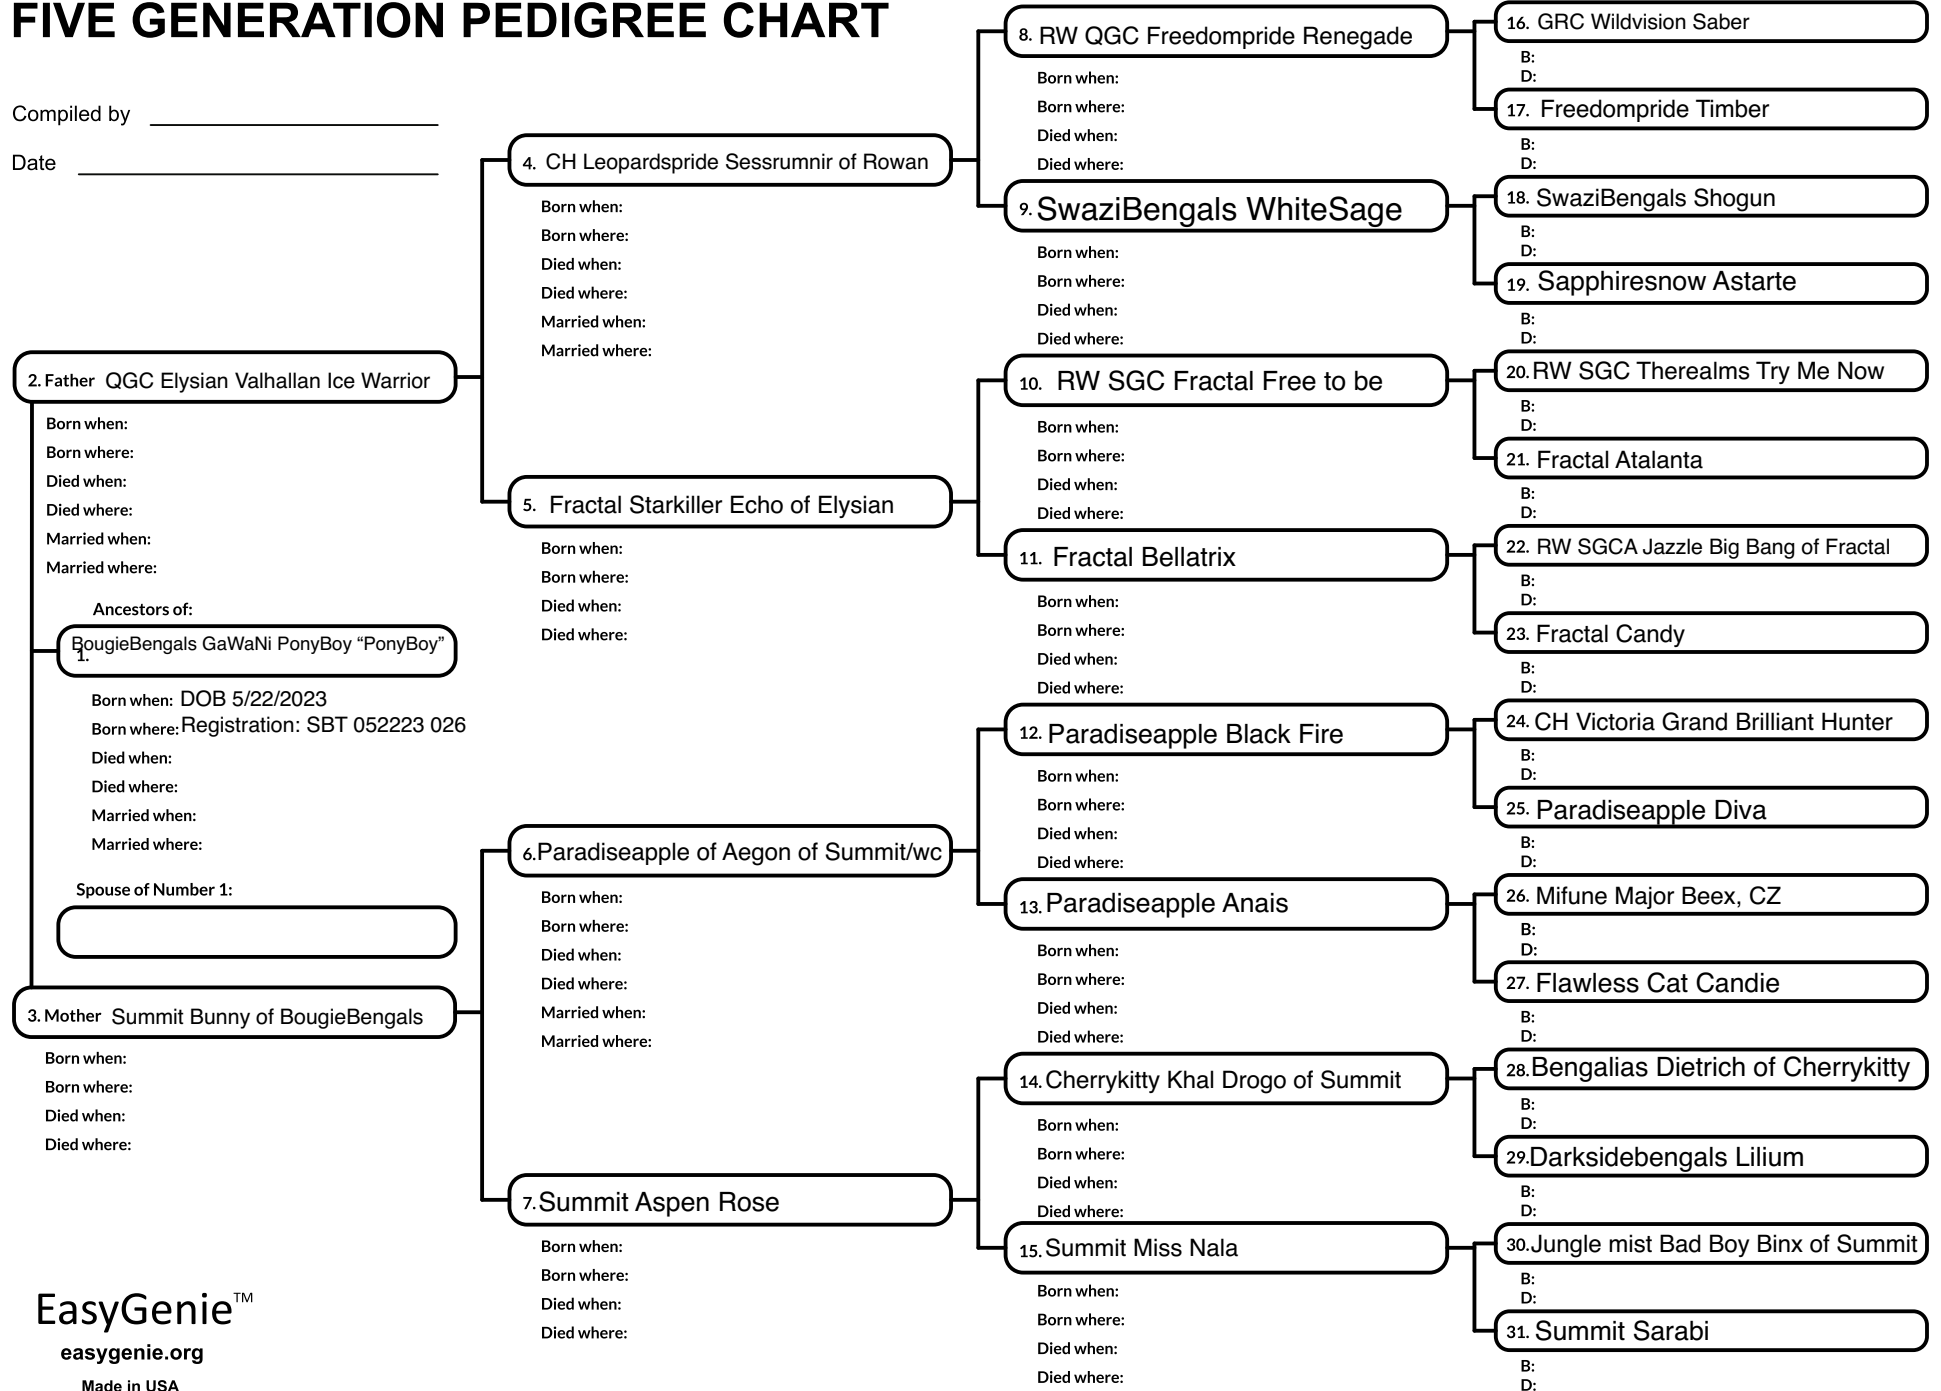 FIVE GENERATION PEDIGREE CHART
Compiled by
Date
2. Father QGC Elysian Valhallan Ice Warrior
Born when:
Born where:
Died when:
Died where:
Married when:
Married where:
Ancestors of:
BougieBengals GaWaNi PonyBoy “PonyBoy”
1.
Born when: DOB 5/22/2023
Born where: Registration: SBT 052223 026
Died when:
Died where:
Married when:
Married where:
Spouse of Number 1:
3. Mother Summit Bunny of BougieBengals
Born when:
Born where:
Died when:
Died where:
EasyGenie™
easygenie.org
Made in USA
4. CH Leopardspride Sessrumnir of Rowan
Born when:
Born where:
Died when:
Died where:
Married when:
Married where:
5. Fractal Starkiller Echo of Elysian
Born when:
Born where:
Died when:
Died where:
6. Paradiseapple of Aegon of Summit/wc
Born when:
Born where:
Died when:
Died where:
Married when:
Married where:
7. Summit Aspen Rose
Born when:
Born where:
Died when:
Died where:
8. RW QGC Freedompride Renegade
Born when:
Born where:
Died when:
Died where:
9. SwaziBengals WhiteSage
Born when:
Born where:
Died when:
Died where:
10. RW SGC Fractal Free to be
Born when:
Born where:
Died when:
Died where:
11. Fractal Bellatrix
Born when:
Born where:
Died when:
Died where:
12. Paradiseapple Black Fire
Born when:
Born where:
Died when:
Died where:
13. Paradiseapple Anais
Born when:
Born where:
Died when:
Died where:
14. Cherrykitty Khal Drogo of Summit
Born when:
Born where:
Died when:
Died where:
15. Summit Miss Nala
Born when:
Born where:
Died when:
Died where:
16. GRC Wildvision Saber
B:
D:
17. Freedompride Timber
B:
D:
18. SwaziBengals Shogun
B:
D:
19. Sapphiresnow Astarte
B:
D:
20. RW SGC Therealms Try Me Now
B:
D:
21. Fractal Atalanta
B:
D:
22. RW SGCA Jazzle Big Bang of Fractal
B:
D:
23. Fractal Candy
B:
D:
24. CH Victoria Grand Brilliant Hunter
B:
D:
25. Paradiseapple Diva
B:
D:
26. Mifune Major Beex, CZ
B:
D:
27. Flawless Cat Candie
B:
D:
28. Bengalias Dietrich of Cherrykitty
B:
D:
29. Darksidebengals Lilium
B:
D:
30. Jungle mist Bad Boy Binx of Summit
B:
D:
31. Summit Sarabi
B:
D: